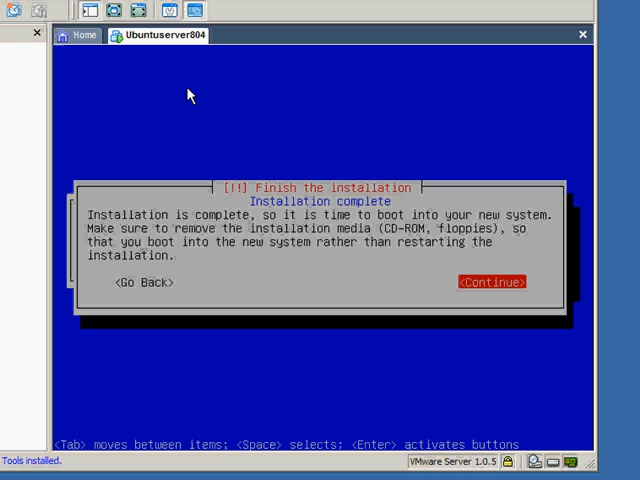 Home
Ubuntuserver804
[!!] Finish the installation
Installation complete
Installation is complete, so it is time to boot into your new system.
Make sure to remove the installation media (CD-ROM, floppies), so
that you boot into the new system rather than restarting the
installation.
<Go Back>
<Continue>
<Tab> moves between items; <Space> selects; <Enter> activates buttons
Tools installed.
VMware Server 1.0.5